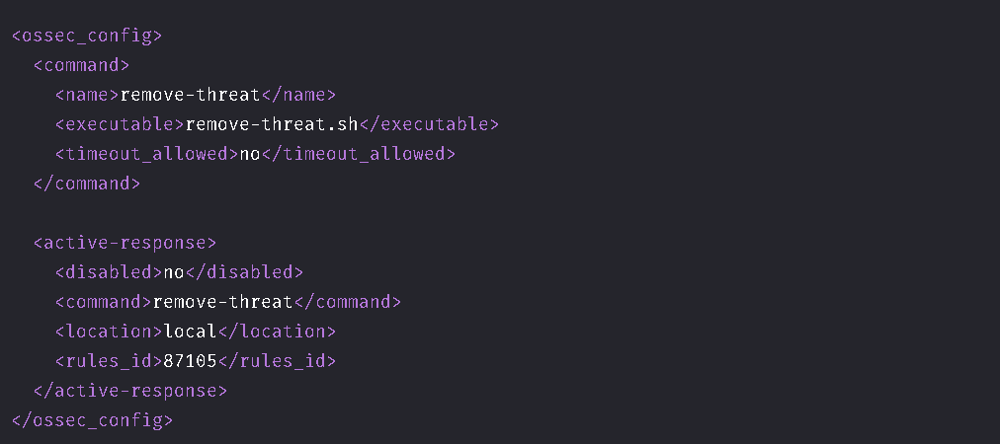 <ossec_config>
  <command>
    <name>remove-threat</name>
    <executable>remove-threat.sh</executable>
    <timeout_allowed>no</timeout_allowed>
  </command>

  <active-response>
    <disabled>no</disabled>
    <command>remove-threat</command>
    <location>local</location>
    <rules_id>87105</rules_id>
  </active-response>
</ossec_config>